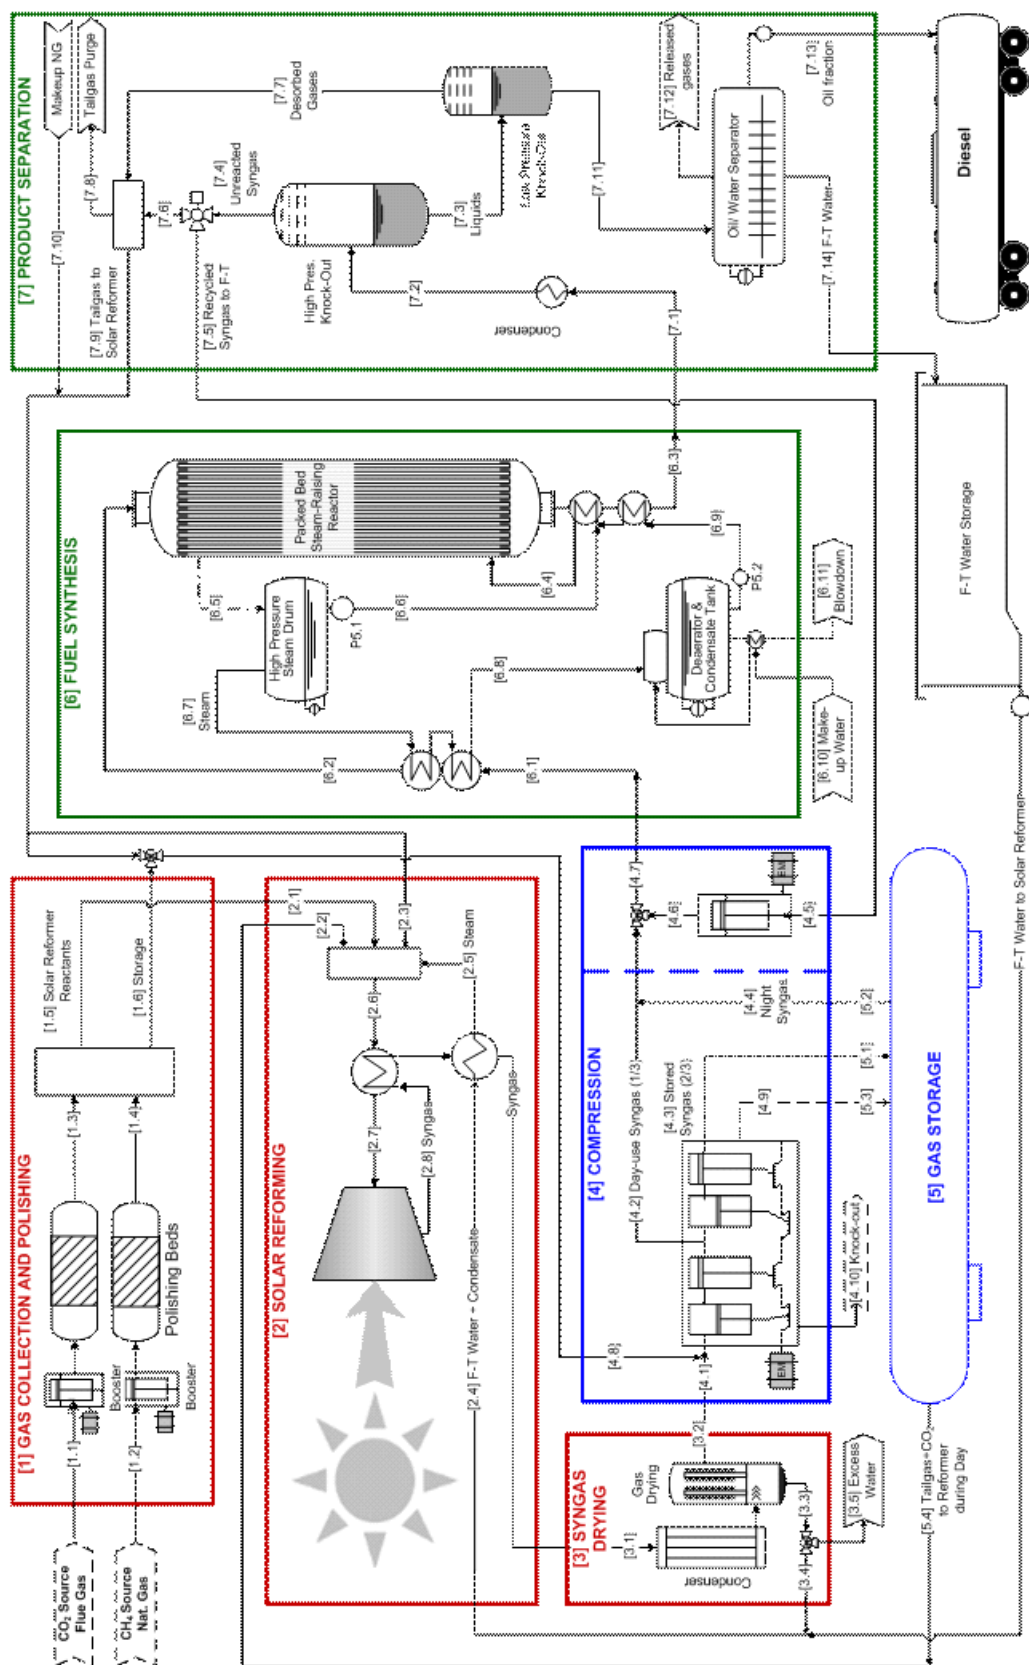 [1] GAS COLLECTION AND POLISHING
CO2 Source
Flue Gas
CH4 Source
Nat. Gas
[1.1]
[1.2]
Booster
Booster
Polishing Beds
[1.3]
[1.4]
[1.5] Solar Reformer
Reactants
[1.6] Storage
[2] SOLAR REFORMING
[2.1]
[2.2]
[2.3]
[2.4] F-T Water + Condensate
[2.5] Steam
[2.6]
[2.7]
[2.8] Syngas
Syngas
[3] SYNGAS
DRYING
[3.1]
Condenser
Gas
Drying
[3.2]
[3.3]
[3.4]
[3.5] Excess
Water
[4] COMPRESSION
[4.1]
[4.2] Day-use Syngas (1/3)
[4.3] Stored
Syngas (2/3)
[4.4]
Night
Syngas
[4.5]
[4.6]
[4.7]
[4.8]
[4.9]
[4.10] Knock-out
EM
EM
[5] GAS STORAGE
[5.1]
[5.2]
[5.3]
[5.4] Tailgas+CO2
to Reformer
during Day
[6] FUEL SYNTHESIS
[6.1]
[6.2]
[6.3]
[6.4]
[6.5]
[6.6]
[6.7]
Steam
[6.8]
[6.9]
[6.10] Make-
up Water
[6.11]
Blowdown
High Pressure
Steam Drum
P5.1
Packed Bed
Steam-Raising
Reactor
Deaerator &
Condensate Tank
P5.2
[7] PRODUCT SEPARATION
Makeup NG
Tailgas Purge
[7.1]
[7.2]
Condenser
High Pres.
Knock-Out
[7.3]
Liquids
[7.4]
Unreacted
Syngas
[7.5] Recycled
Syngas to F-T
[7.6]
[7.7]
Desorbed
Gases
[7.8]
[7.9] Tailgas to
Solar Reformer
[7.10]
[7.11]
[7.12] Released
gases
[7.13]
Oil fraction
[7.14] F-T Water
Knock-Out
Oil/ Water Separator
Diesel
F-T Water Storage
F-T Water to Solar Reformer